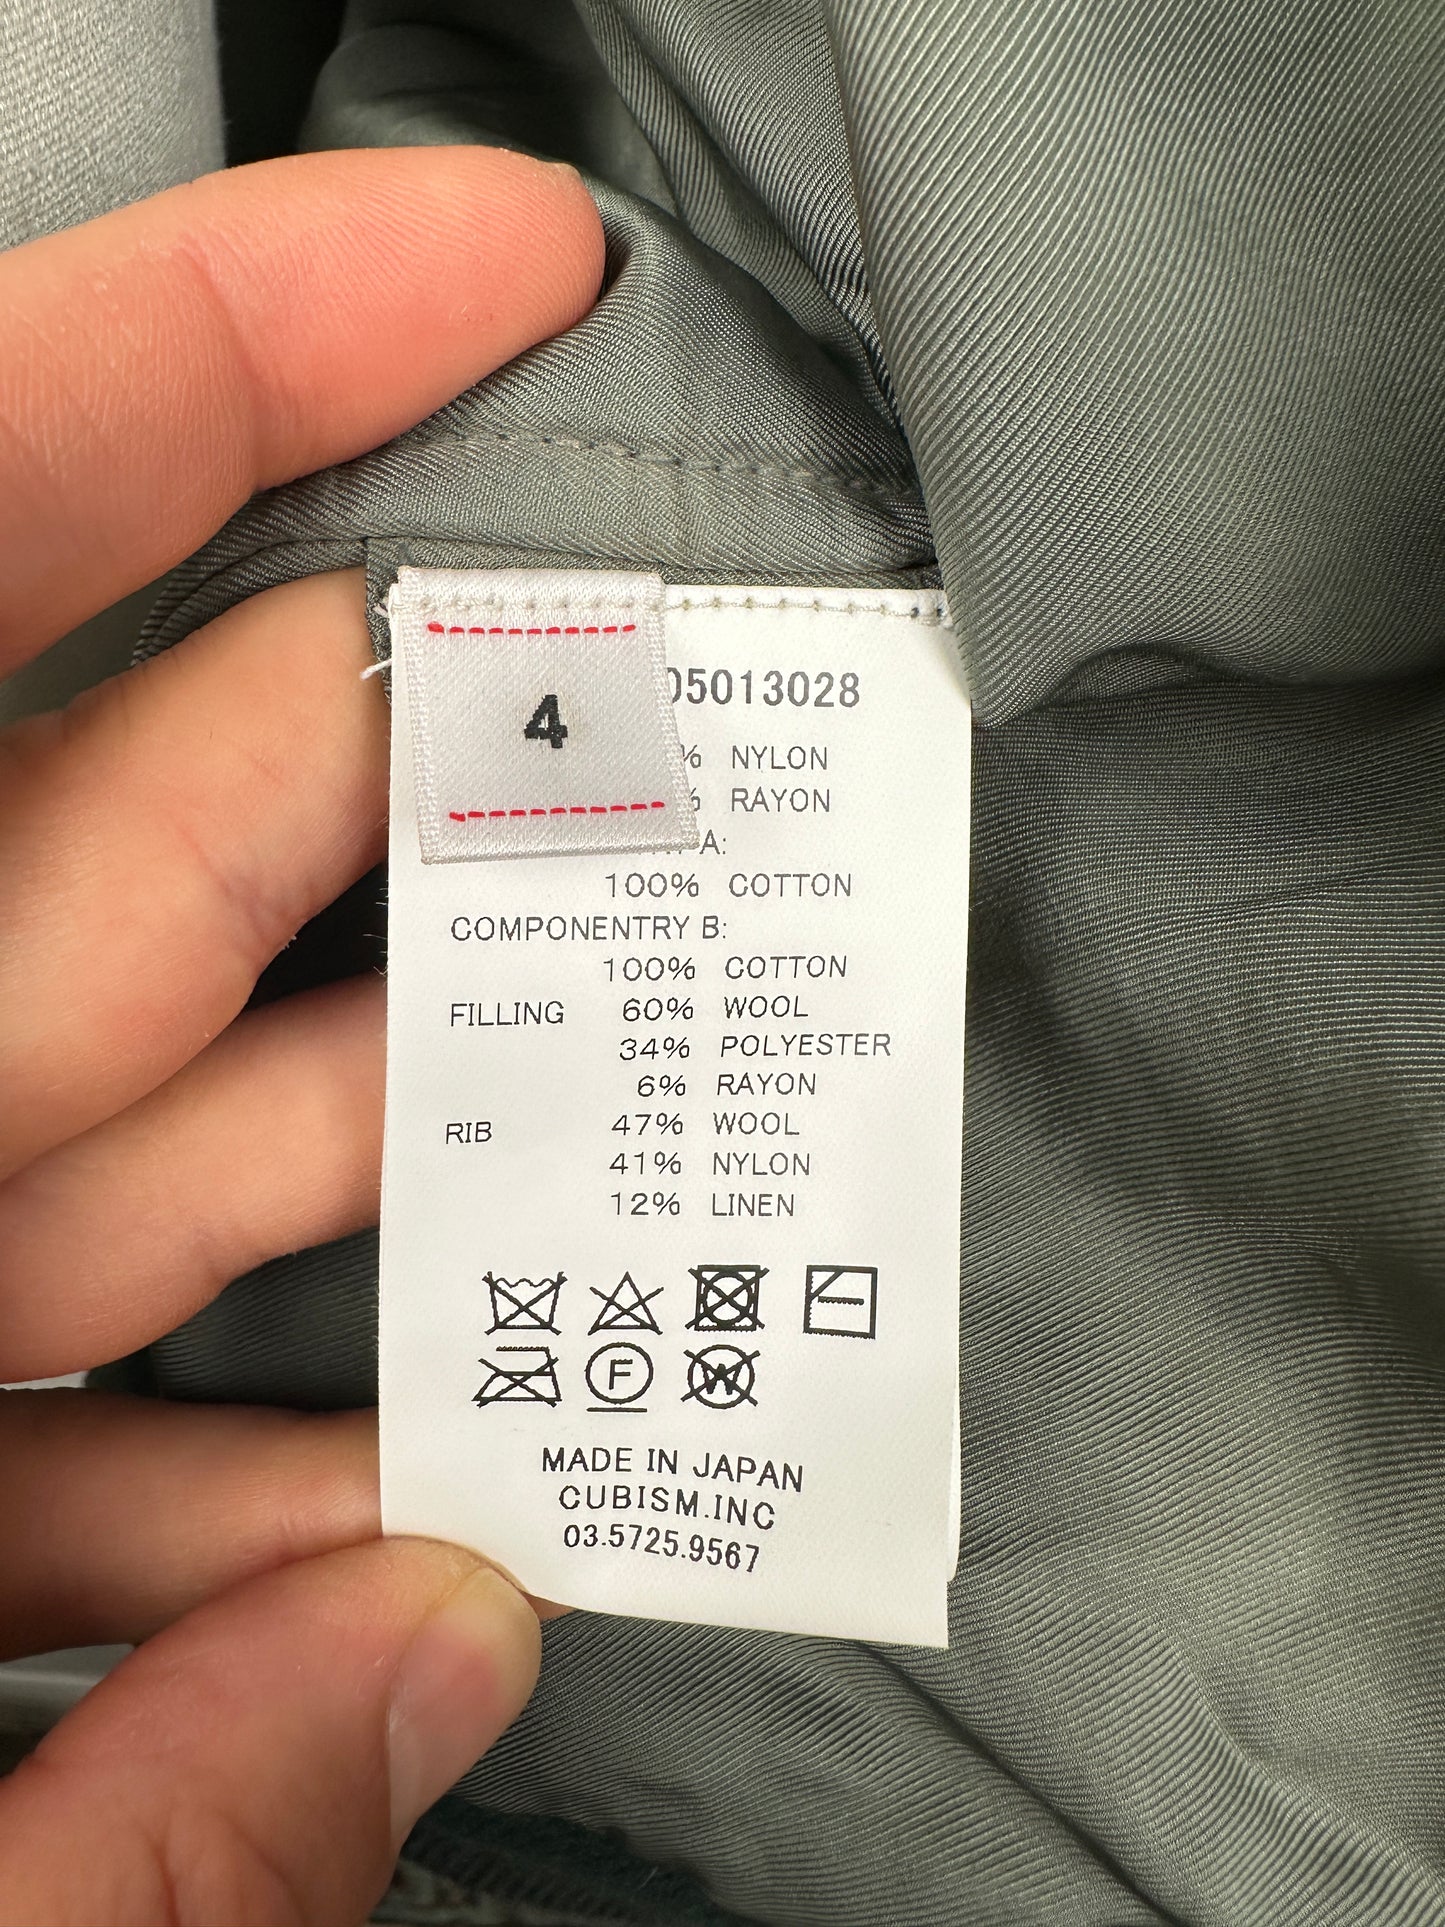 4
05013028
% NYLON
% RAYON
A:
100% COTTON
COMPONENTRY B:
100% COTTON
FILLING 60% WOOL
34% POLYESTER
6% RAYON
RIB 47% WOOL
41% NYLON
12% LINEN
F W
MADE IN JAPAN
CUBISM.INC
03.5725.9567